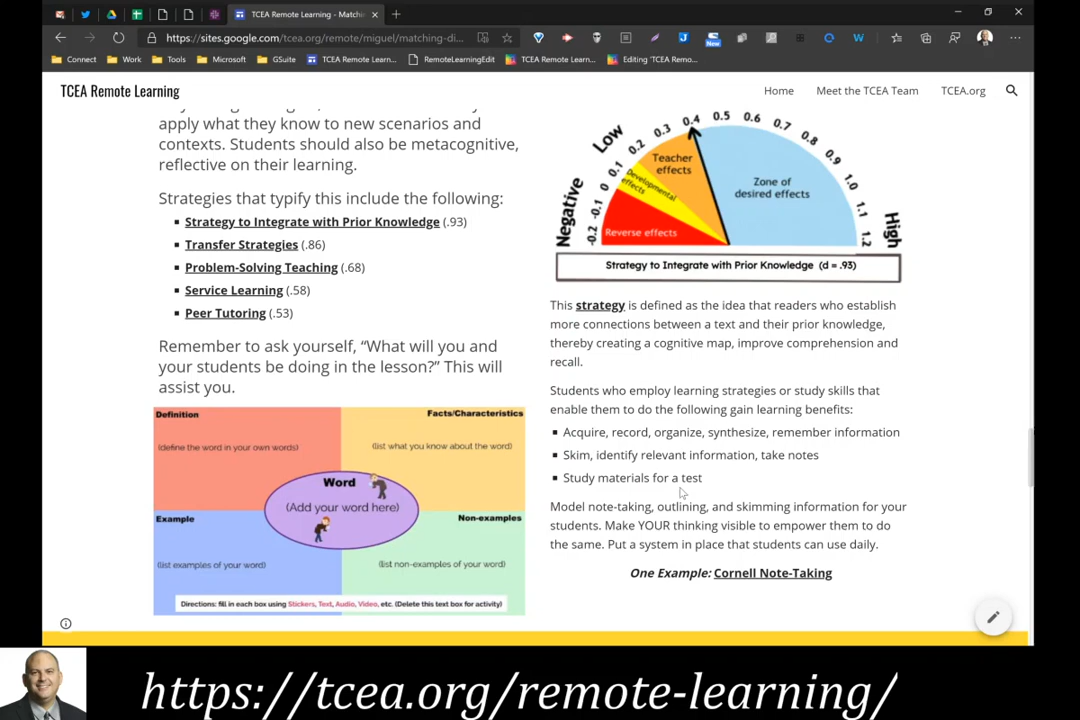 TCEA Remote Learning - Matchin
https://sites.google.com/tcea.org/remote/miguel/matching-di...
New
Connect
Work
Tools
Microsoft
GSuite
TCEA Remote Learn...
RemoteLearningEdit
TCEA Remote Learn...
Editing 'TCEA Remo...
TCEA Remote Learning
Home
Meet the TCEA Team
TCEA.org
apply what they know to new scenarios and
contexts. Students should also be metacognitive,
reflective on their learning.
Strategies that typify this include the following:
Strategy to Integrate with Prior Knowledge (.93)
Transfer Strategies (.86)
Problem-Solving Teaching (.68)
Service Learning (.58)
Peer Tutoring (.53)
Remember to ask yourself, “What will you and
your students be doing in the lesson?” This will
assist you.
Definition
Facts/Characteristics
(define the word in your own words)
(list what you know about the word)
Word
(Add your word here)
Example
Non-examples
(list examples of your word)
(list non-examples of your word)
Directions: fill in each box using Stickers, Text, Audio, Video, etc. (Delete this text box for activity)
Negative
Low
High
-0.2 -0.1 0 0.1 0.2 0.3 0.4 0.5 0.6 0.7 0.8 0.9 1.0 1.1 1.2
Reverse effects
Developmental effects
Teacher
effects
Zone of
desired effects
Strategy to Integrate with Prior Knowledge (d = .93)
This strategy is defined as the idea that readers who establish
more connections between a text and their prior knowledge,
thereby creating a cognitive map, improve comprehension and
recall.
Students who employ learning strategies or study skills that
enable them to do the following gain learning benefits:
Acquire, record, organize, synthesize, remember information
Skim, identify relevant information, take notes
Study materials for a test
Model note-taking, outlining, and skimming information for your
students. Make YOUR thinking visible to empower them to do
the same. Put a system in place that students can use daily.
One Example: Cornell Note-Taking
https://tcea.org/remote-learning/